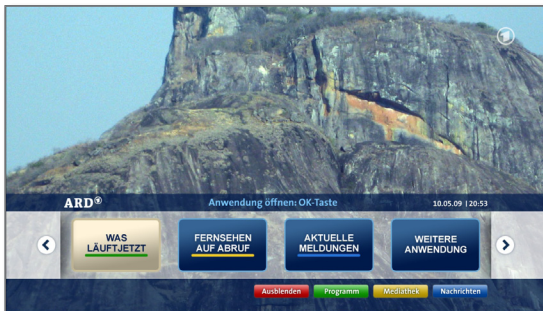 ARD
Anwendung öffnen: OK-Taste
10.05.09 | 20:53
WAS
LÄUFTJETZT
FERNSEHEN
AUF ABRUF
AKTUELLE
MELDUNGEN
WEITERE
ANWENDUNG
Ausblenden
Programm
Mediathek
Nachrichten